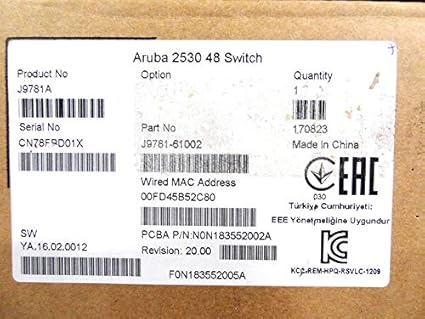 Aruba 2530 48 Switch
Product No
Option
Quantity
J9781A
Serial No
Part No
170823
J9781-61002
Made in China
Wired MAC Address
00FD45B52C80
EAC
030
Türkiye Cumhuriyeti:
EEE Yönetmeliğine Uygundur
SW
PCBA P/N:N0N183552002A
YA.16.02.0012
Revision: 20.00
F0N183552005A
KCC-REM-HPQ-RSVLC-1209